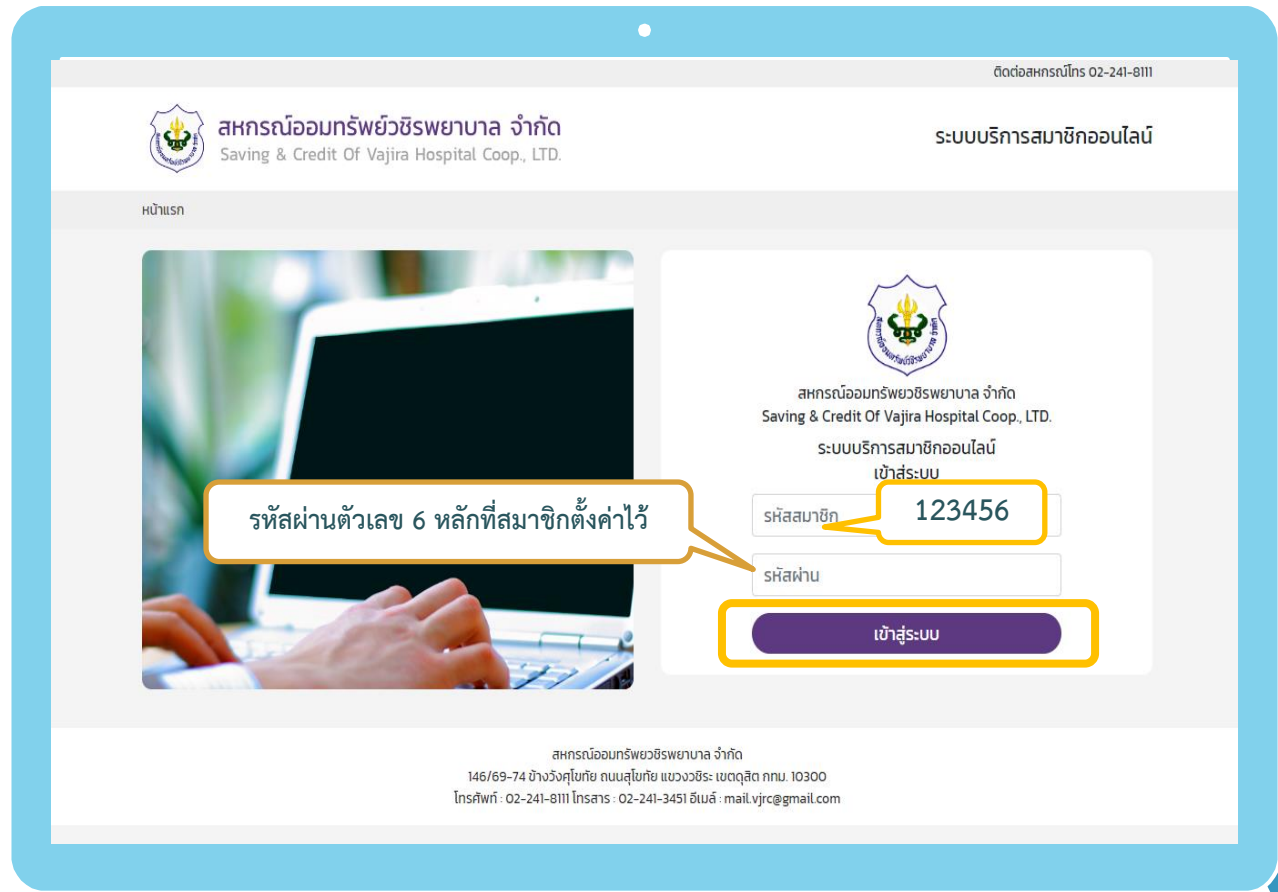 ติดต่อสหกรณ์โทร 02-241-8111
สหกรณ์ออมทรัพย์วชิรพยาบาล จำกัด
Saving & Credit Of Vajira Hospital Coop., LTD.
ระบบบริการสมาชิกออนไลน์
หน้าแรก
สหกรณ์ออมทรัพยวชิรพยาบาล จำกัด
Saving & Credit Of Vajira Hospital Coop., LTD.
ระบบบริการสมาชิกออนไลน์
เข้าสู่ระบบ
รหัสสมาชิก
123456
รหัสผ่านตัวเลข 6 หลักที่สมาชิกตั้งค่าไว้
รหัสผ่าน
เข้าสู่ระบบ
สหกรณ์ออมทรัพยวชิรพยาบาล จำกัด
146/69-74 ข้างวังศุโขทัย ถนนสุโขทัย แขวงวชิระ เขตดุสิต กทม. 10300
โทรศัพท์ : 02-241-8111 โทรสาร : 02-241-3451 อีเมล์ : mail.vjrc@gmail.com